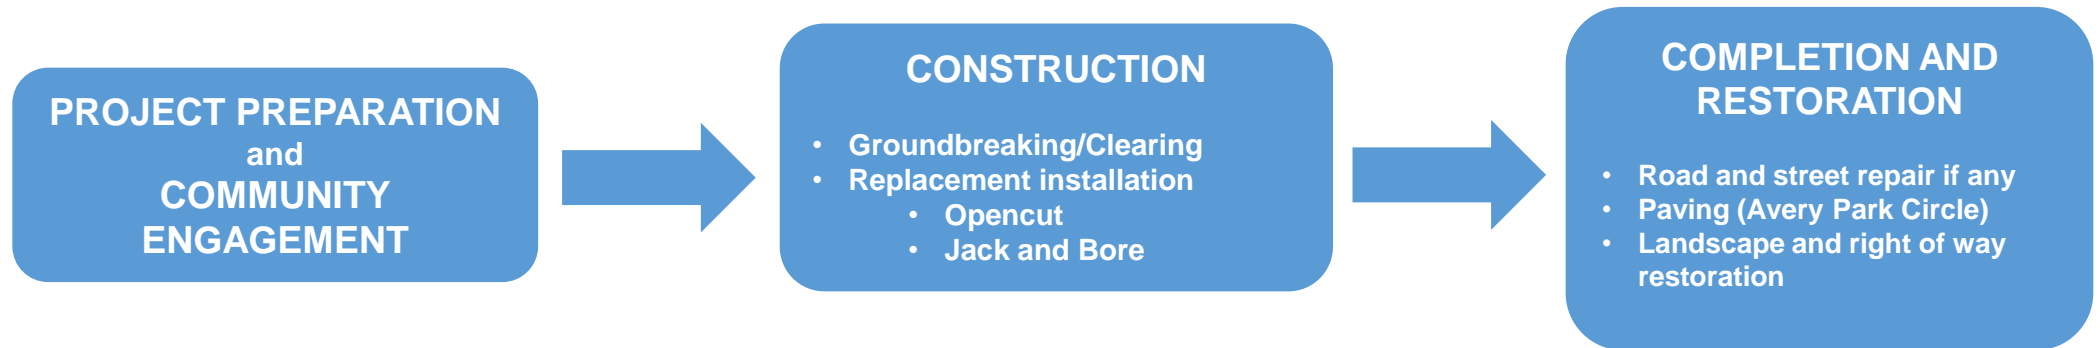 PROJECT PREPARATION
and
COMMUNITY
ENGAGEMENT
CONSTRUCTION
• Groundbreaking/Clearing
• Replacement installation
• Opencut
• Jack and Bore
COMPLETION AND
RESTORATION
• Road and street repair if any
• Paving (Avery Park Circle)
• Landscape and right of way
restoration